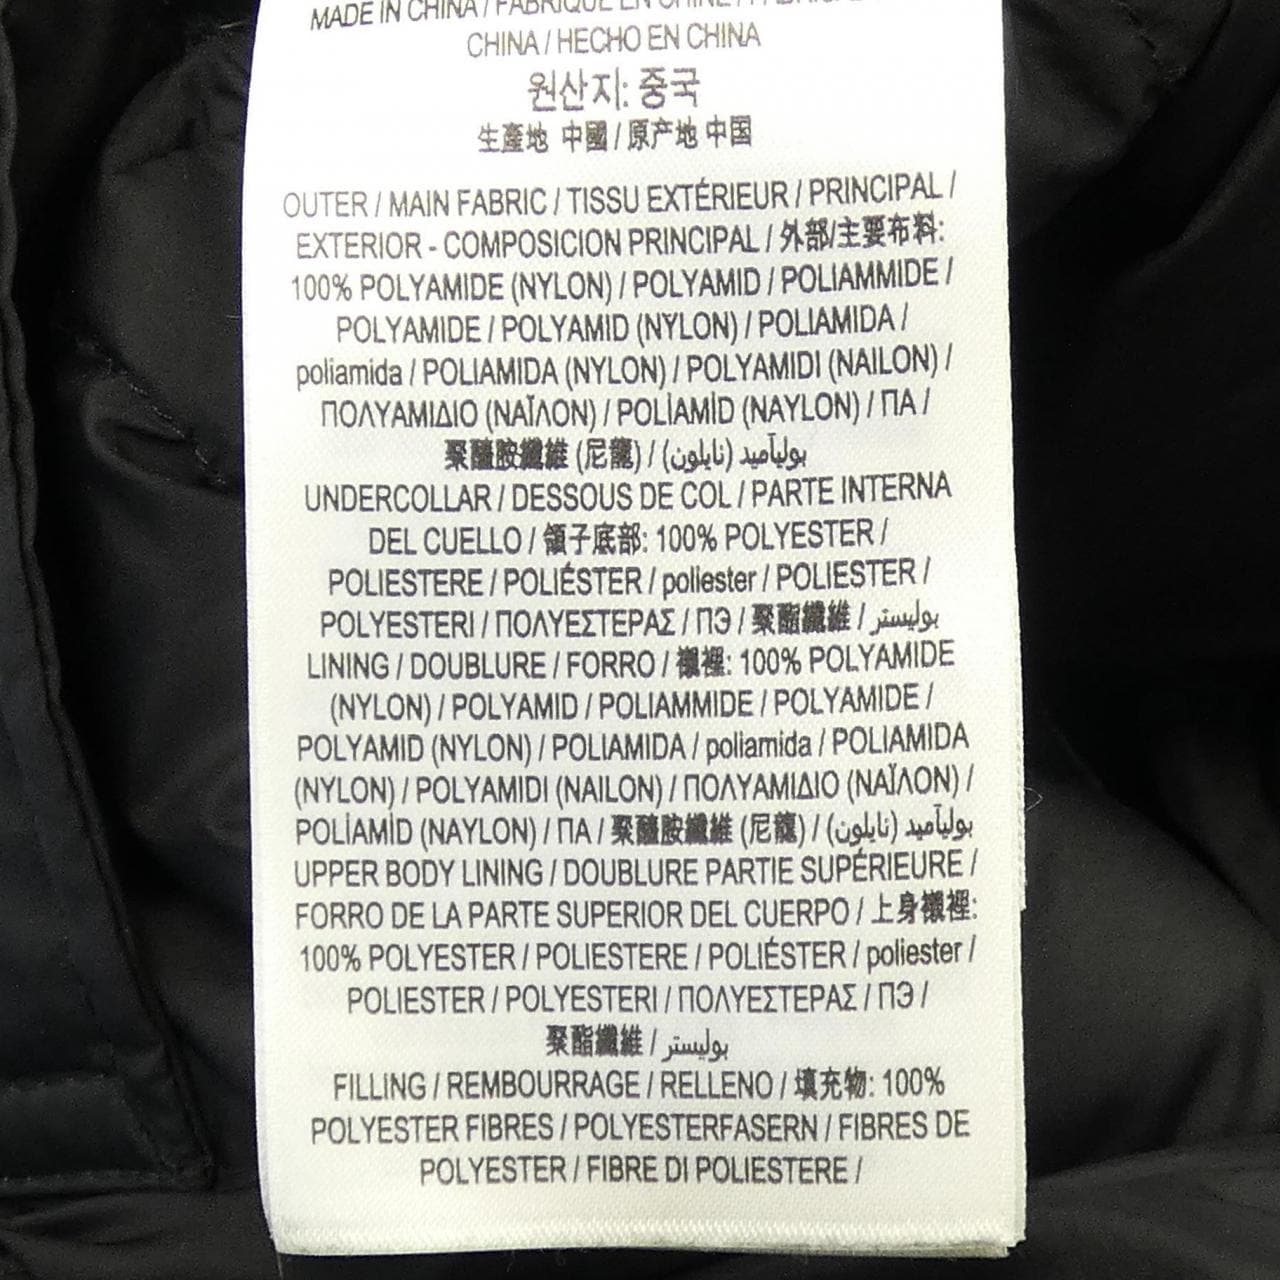 MADE IN CHINA / FABRIQUÉ EN CHINE /
CHINA / HECHO EN CHINA
원산지: 중국
生產地 中國 / 原产地 中国
OUTER / MAIN FABRIC / TISSU EXTÉRIEUR / PRINCIPAL /
EXTERIOR - COMPOSICION PRINCIPAL / 外部/主要布料:
100% POLYAMIDE (NYLON) / POLYAMID / POLIAMMIDE /
POLYAMIDE / POLYAMID (NYLON) / POLIAMIDA /
poliamida / POLIAMIDA (NYLON) / POLYAMIDI (NAILON) /
ΠΟΛΥΑΜΙΔΙΟ (ΝΑΪΛΟΝ) / POLİAMİD (NAYLON) / ПА /
聚醯胺纖維 (尼龍) / بوليآميد (نايلون)
UNDERCOLLAR / DESSOUS DE COL / PARTE INTERNA
DEL CUELLO / 領子底部: 100% POLYESTER /
POLIESTERE / POLIÉSTER / poliester / POLIESTER /
POLYESTERI / ΠΟΛΥΕΣΤΕΡΑΣ / ПЭ / 聚酯纖維 / بوليستر
LINING / DOUBLURE / FORRO / 襯裡: 100% POLYAMIDE
(NYLON) / POLYAMID / POLIAMMIDE / POLYAMIDE /
POLYAMID (NYLON) / POLIAMIDA / poliamida / POLIAMIDA
(NYLON) / POLYAMIDI (NAILON) / ΠΟΛΥΑΜΙΔΙΟ (ΝΑΪΛΟΝ) /
POLİAMİD (NAYLON) / ПА / 聚醯胺纖維 (尼龍) / بوليآميد (نايلون)
UPPER BODY LINING / DOUBLURE PARTIE SUPÉRIEURE /
FORRO DE LA PARTE SUPERIOR DEL CUERPO / 上身襯裡:
100% POLYESTER / POLIESTERE / POLIÉSTER / poliester /
POLIESTER / POLYESTERI / ΠΟΛΥΕΣΤΕΡΑΣ / ПЭ /
聚酯纖維 / بوليستر
FILLING / REMBOURRAGE / RELLENO / 填充物: 100%
POLYESTER FIBRES / POLYESTERFASERN / FIBRES DE
POLYESTER / FIBRE DI POLIESTERE /